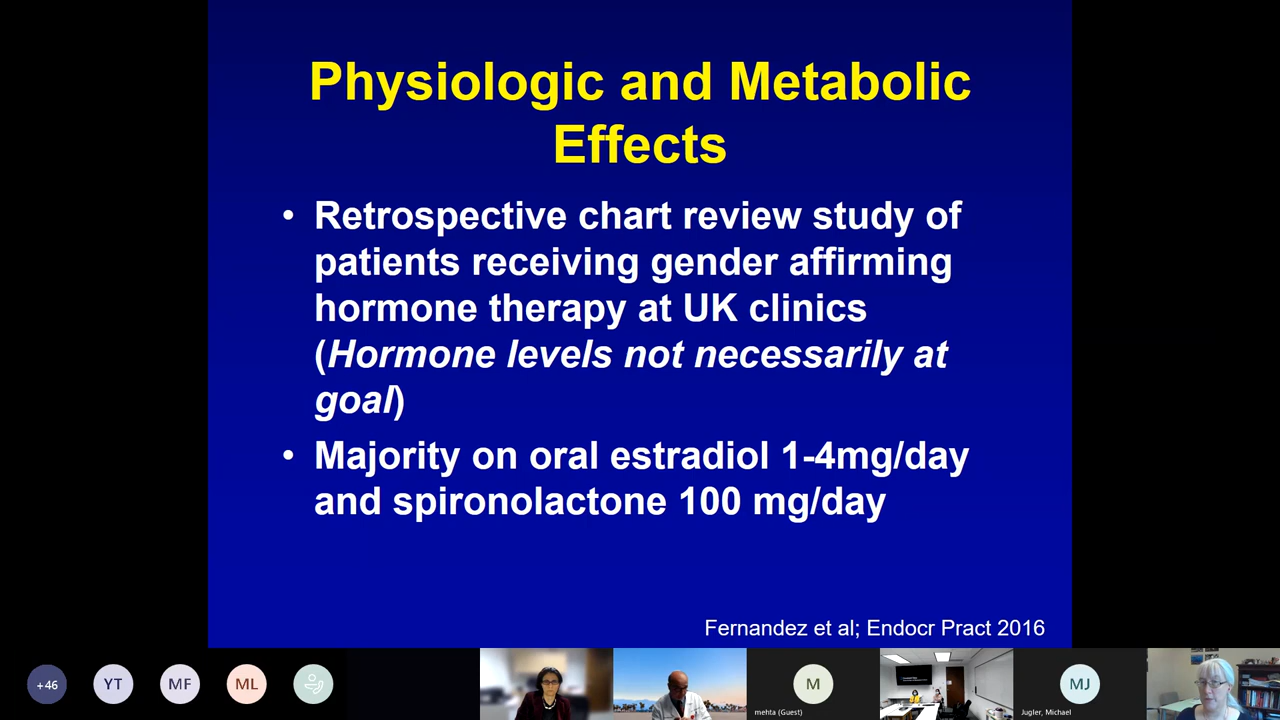 Physiologic and Metabolic
Effects
• Retrospective chart review study of
patients receiving gender affirming
hormone therapy at UK clinics
(Hormone levels not necessarily at
goal)
• Majority on oral estradiol 1-4mg/day
and spironolactone 100 mg/day
Fernandez et al; Endocr Pract 2016
+46
YT
MF
ML
M
mehta (Guest)
MJ
Jugler, Michael